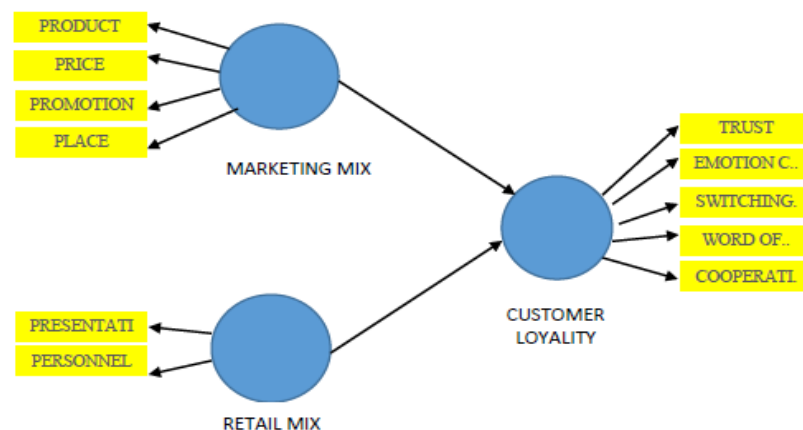 PRODUCT
PRICE
PROMOTION
PLACE
MARKETING MIX
TRUST
EMOTION C..
SWITCHING.
WORD OF..
COOPERATI.
CUSTOMER
LOYALITY
PRESENTATI
PERSONNEL
RETAIL MIX